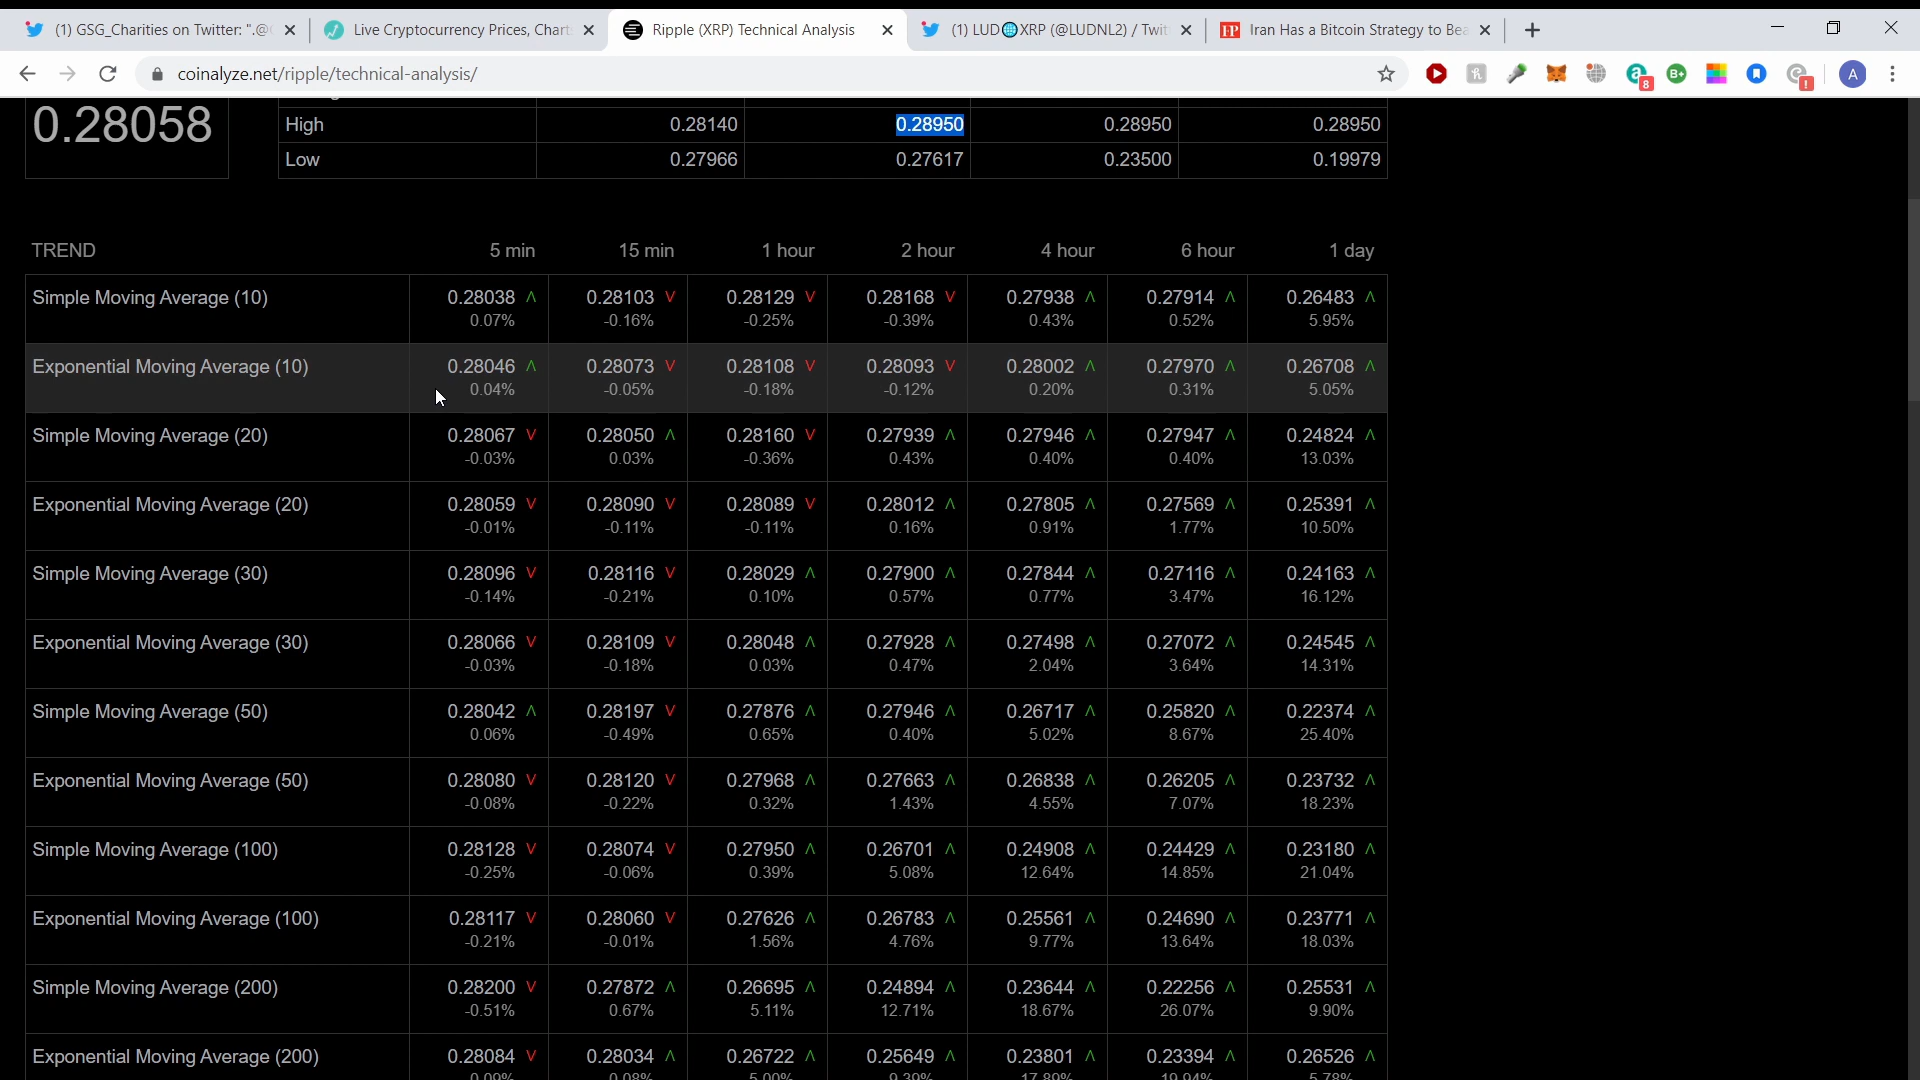 (1) GSG_Charities on Twitter: ".@
Live Cryptocurrency Prices, Chart
Ripple (XRP) Technical Analysis
(1) LUD🌐XRP (@LUDNL2) / Twit
FP Iran Has a Bitcoin Strategy to Bea
coinalyze.net/ripple/technical-analysis/
8 B+ ! A
0.28058
High 0.28140 0.28950 0.28950 0.28950
Low 0.27966 0.27617 0.23500 0.19979
TREND 5 min 15 min 1 hour 2 hour 4 hour 6 hour 1 day
Simple Moving Average (10) 0.28038 0.28103 0.28129 0.28168 0.27938 0.27914 0.26483
0.07% -0.16% -0.25% -0.39% 0.43% 0.52% 5.95%
Exponential Moving Average (10) 0.28046 0.28073 0.28108 0.28093 0.28002 0.27970 0.26708
0.04% -0.05% -0.18% -0.12% 0.20% 0.31% 5.05%
Simple Moving Average (20) 0.28067 0.28050 0.28160 0.27939 0.27946 0.27947 0.24824
-0.03% 0.03% -0.36% 0.43% 0.40% 0.40% 13.03%
Exponential Moving Average (20) 0.28059 0.28090 0.28089 0.28012 0.27805 0.27569 0.25391
-0.01% -0.11% -0.11% 0.16% 0.91% 1.77% 10.50%
Simple Moving Average (30) 0.28096 0.28116 0.28029 0.27900 0.27844 0.27116 0.24163
-0.14% -0.21% 0.10% 0.57% 0.77% 3.47% 16.12%
Exponential Moving Average (30) 0.28066 0.28109 0.28048 0.27928 0.27498 0.27072 0.24545
-0.03% -0.18% 0.03% 0.47% 2.04% 3.64% 14.31%
Simple Moving Average (50) 0.28042 0.28197 0.27876 0.27946 0.26717 0.25820 0.22374
0.06% -0.49% 0.65% 0.40% 5.02% 8.67% 25.40%
Exponential Moving Average (50) 0.28080 0.28120 0.27968 0.27663 0.26838 0.26205 0.23732
-0.08% -0.22% 0.32% 1.43% 4.55% 7.07% 18.23%
Simple Moving Average (100) 0.28128 0.28074 0.27950 0.26701 0.24908 0.24429 0.23180
-0.25% -0.06% 0.39% 5.08% 12.64% 14.85% 21.04%
Exponential Moving Average (100) 0.28117 0.28060 0.27626 0.26783 0.25561 0.24690 0.23771
-0.21% -0.01% 1.56% 4.76% 9.77% 13.64% 18.03%
Simple Moving Average (200) 0.28200 0.27872 0.26695 0.24894 0.23644 0.22256 0.25531
-0.51% 0.67% 5.11% 12.71% 18.67% 26.07% 9.90%
Exponential Moving Average (200) 0.28084 0.28034 0.26722 0.25649 0.23801 0.23394 0.26526